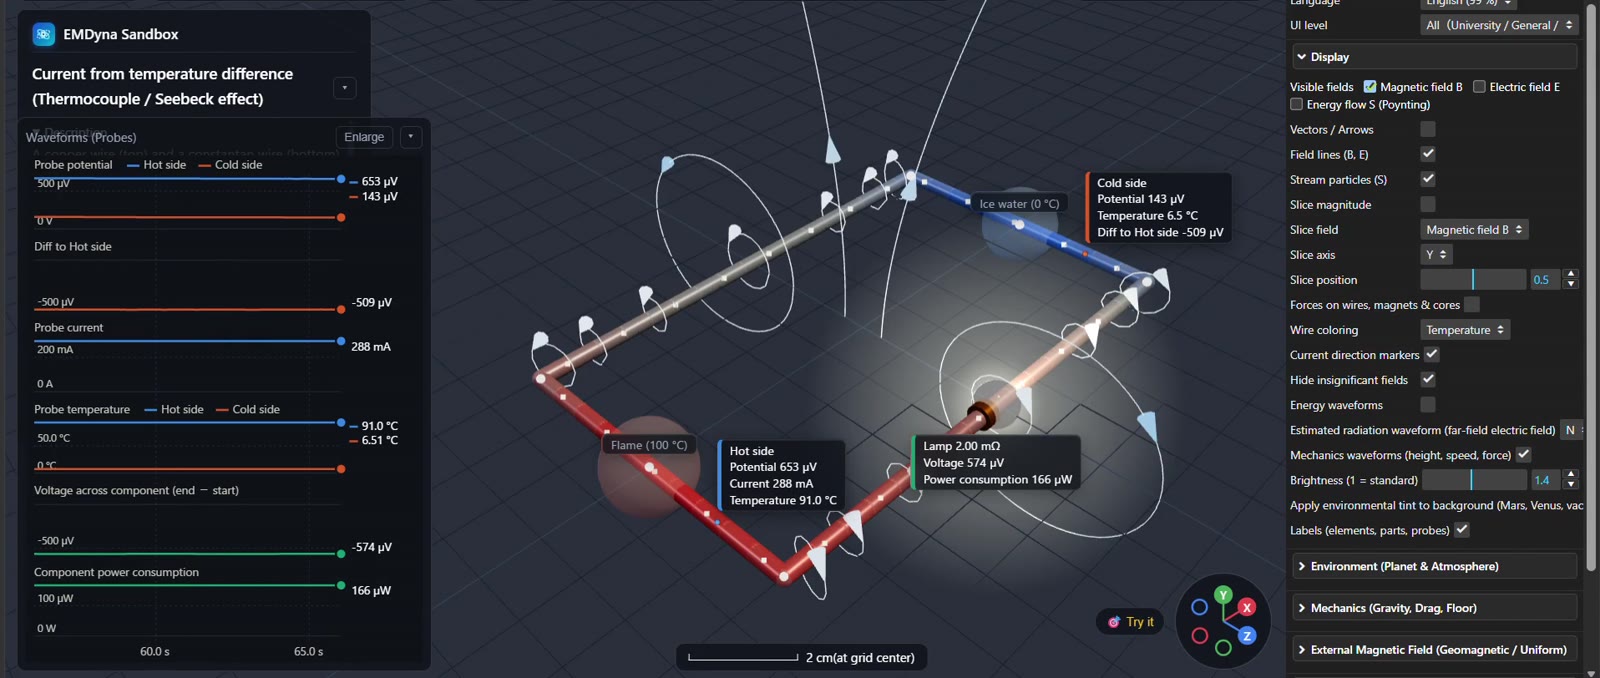 EMDyna Sandbox
Current from temperature difference
(Thermocouple / Seebeck effect)
Waveforms (Probes)
Enlarge
Probe potential
Hot side
Cold side
500 µV
653 µV
143 µV
0 V
Diff to Hot side
-500 µV
-509 µV
Probe current
200 mA
288 mA
0 A
Probe temperature
Hot side
Cold side
91.0 °C
50.0 °C
6.51 °C
0 °C
Voltage across component (end − start)
-500 µV
-574 µV
Component power consumption
100 µW
166 µW
0 W
60.0 s
65.0 s
Ice water (0 °C)
Cold side
Potential 143 µV
Temperature 6.5 °C
Diff to Hot side -509 µV
Flame (100 °C)
Hot side
Potential 653 µV
Current 288 mA
Temperature 91.0 °C
Lamp 2.00 mΩ
Voltage 574 µV
Power consumption 166 µW
Try it
2 cm(at grid center)
Y
X
Z
Language
English (99 %)
UI level
All (University / General /
Display
Visible fields
Magnetic field B
Electric field E
Energy flow S (Poynting)
Vectors / Arrows
Field lines (B, E)
Stream particles (S)
Slice magnitude
Slice field
Magnetic field B
Slice axis
Y
Slice position
0.5
Forces on wires, magnets & cores
Wire coloring
Temperature
Current direction markers
Hide insignificant fields
Energy waveforms
Estimated radiation waveform (far-field electric field)
N
Mechanics waveforms (height, speed, force)
Brightness (1 = standard)
1.4
Apply environmental tint to background (Mars, Venus, vac
Labels (elements, parts, probes)
Environment (Planet & Atmosphere)
Mechanics (Gravity, Drag, Floor)
External Magnetic Field (Geomagnetic / Uniform)